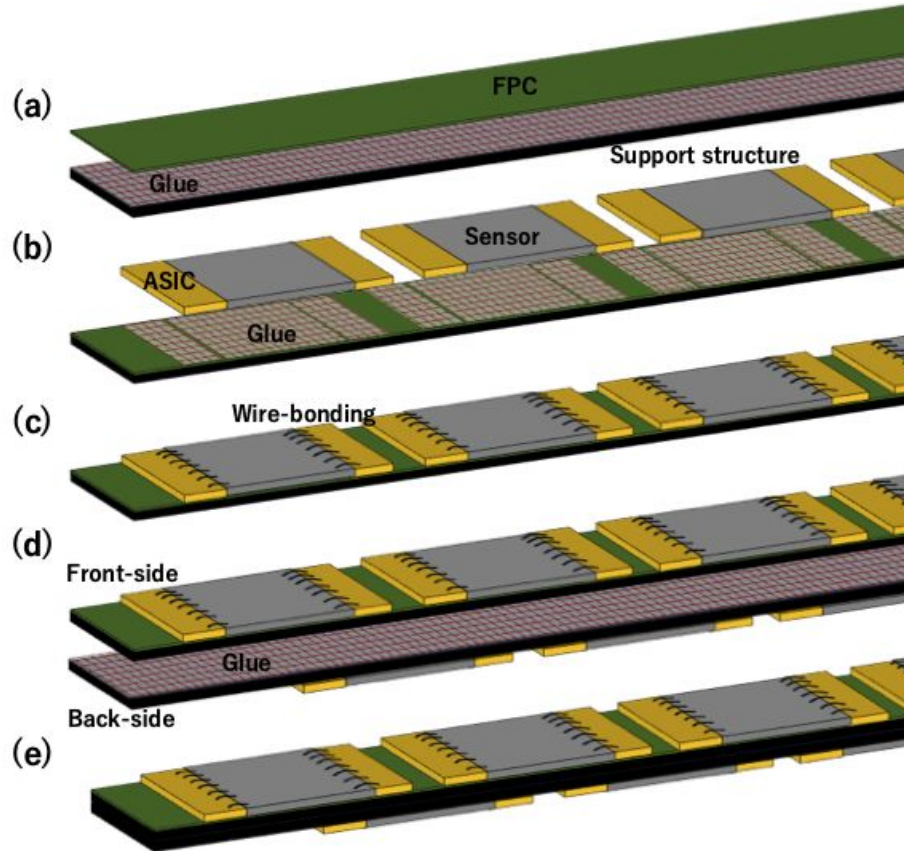 (a)
FPC
Glue
Support structure
(b)
Sensor
ASIC
Glue
(c)
Wire-bonding
(d)
Front-side
Glue
Back-side
(e)